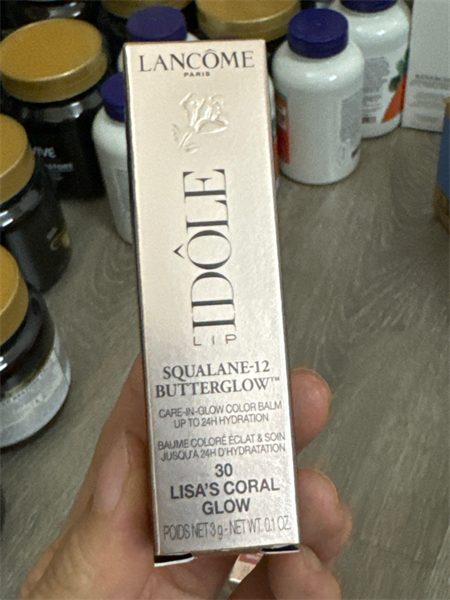 LANCÔME
PARIS
IDÔLE
LIP
SQUALANE-12
BUTTERGLOW™
CARE-IN-GLOW COLOR BALM
UP TO 24H HYDRATION
BAUME COLORÉ ÉCLAT & SOIN
JUSQU'À 24H D'HYDRATATION
30
LISA'S CORAL
GLOW
POIDS NET 3 g - NET WT. 0.1 OZ